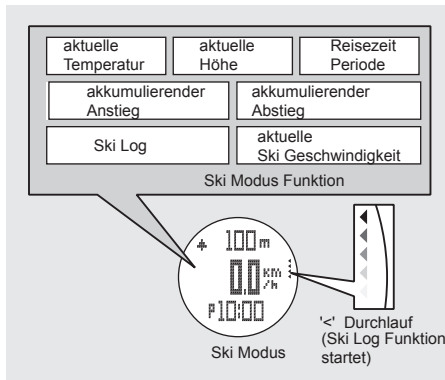 aktuelle
Temperatur
aktuelle
Höhe
Reisezeit
Periode
akkumulierender
Anstieg
akkumulierender
Abstieg
Ski Log
aktuelle
Ski Geschwindigkeit
Ski Modus Funktion
100m
0.0 KM/h
P10:00
Ski Modus
'<' Durchlauf
(Ski Log Funktion
startet)